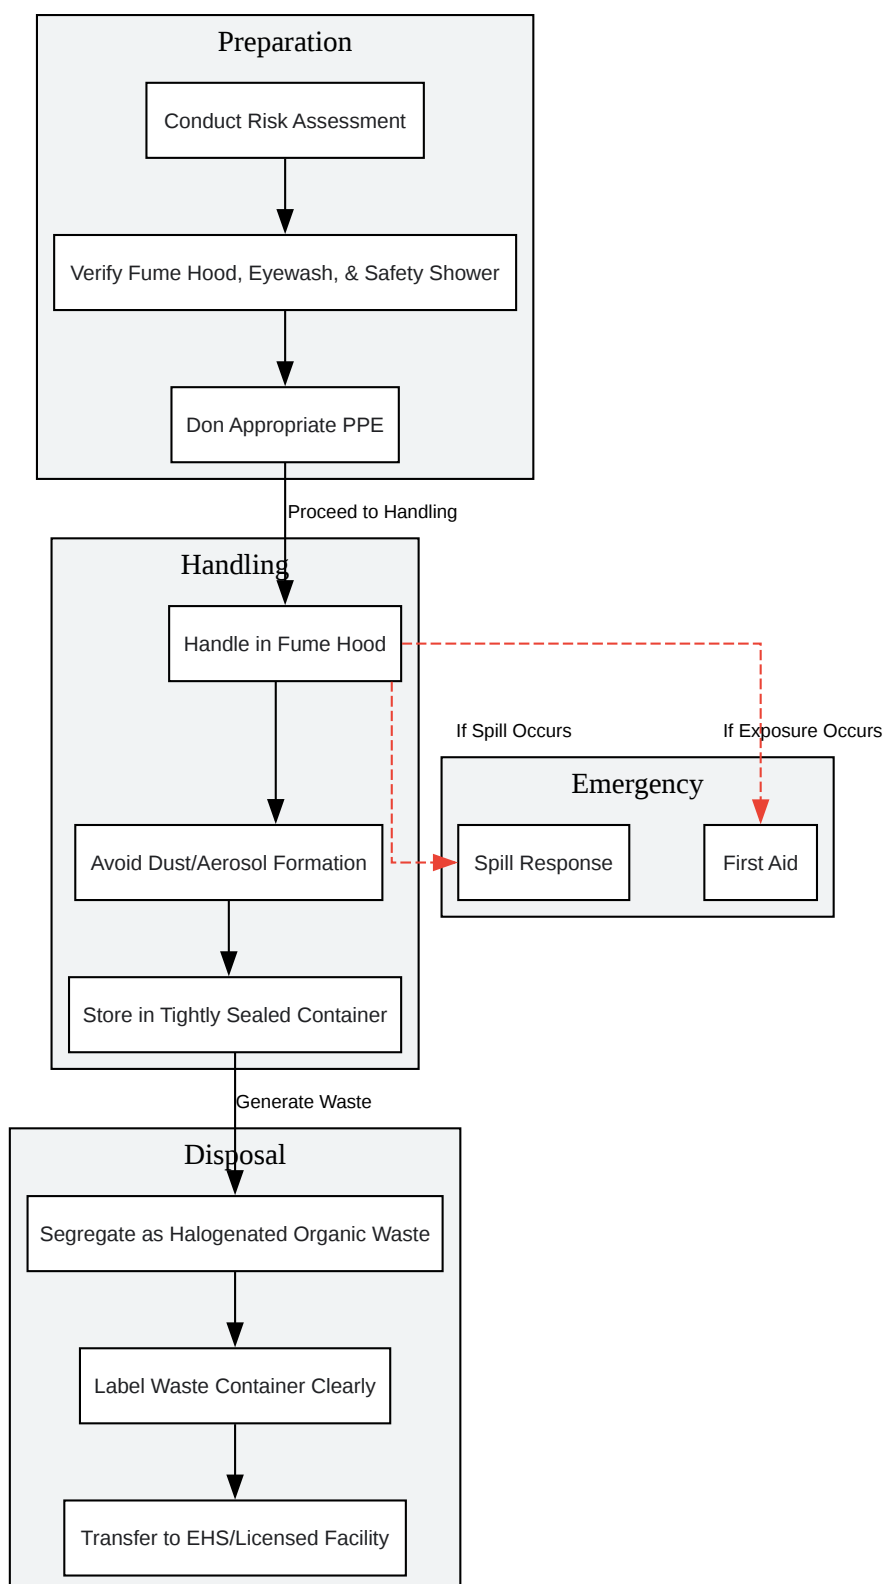 Preparation
Conduct Risk Assessment
Verify Fume Hood, Eyewash, & Safety Shower
Don Appropriate PPE
Proceed to Handling
Handling
Handle in Fume Hood
If Spill Occurs
If Exposure Occurs
Emergency
Avoid Dust/Aerosol Formation
Spill Response
First Aid
Store in Tightly Sealed Container
Generate Waste
Disposal
Segregate as Halogenated Organic Waste
Label Waste Container Clearly
Transfer to EHS/Licensed Facility